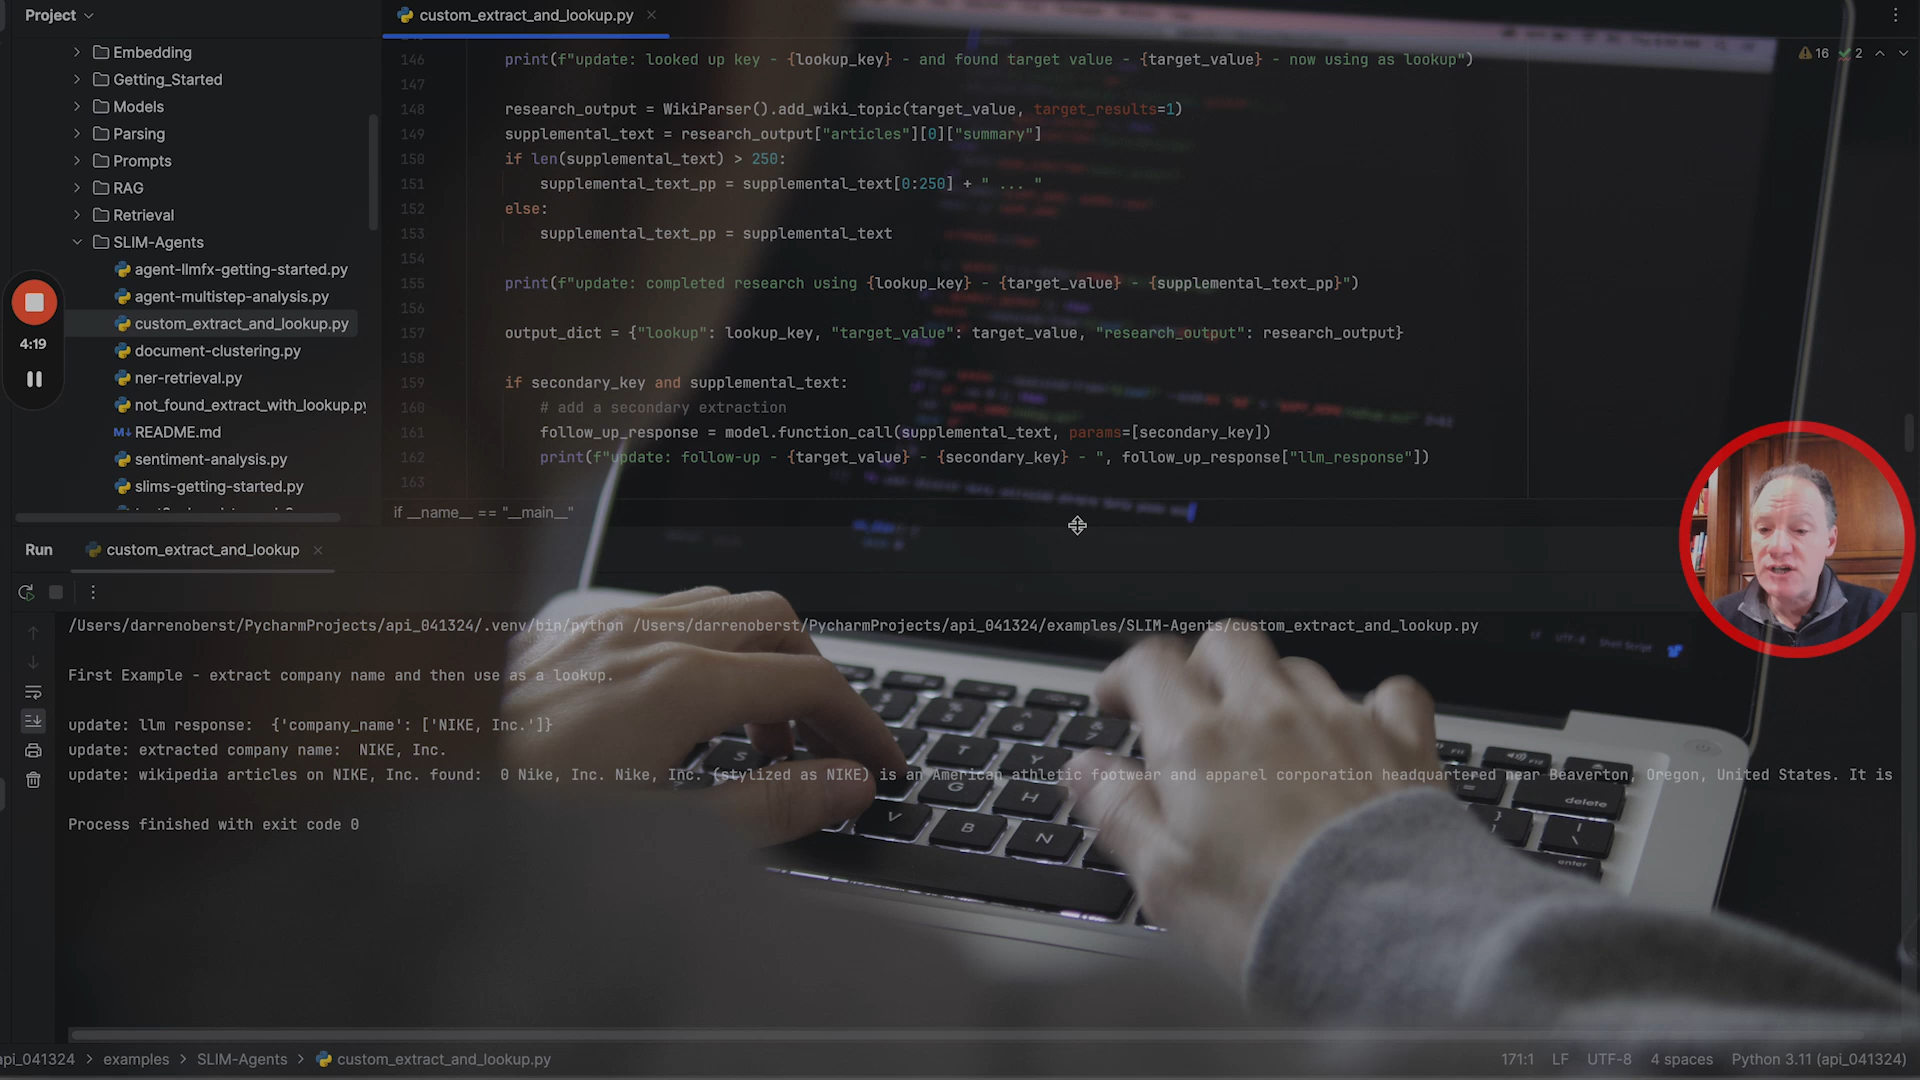 Project
custom_extract_and_lookup.py
16 2
Embedding
Getting_Started
Models
Parsing
Prompts
RAG
Retrieval
SLIM-Agents
agent-llmfx-getting-started.py
agent-multistep-analysis.py
custom_extract_and_lookup.py
document-clustering.py
ner-retrieval.py
not_found_extract_with_lookup.py
README.md
sentiment-analysis.py
slims-getting-started.py
4:19
146 print(f"update: looked up key - {lookup_key} - and found target value - {target_value} - now using as lookup")
147
148 research_output = WikiParser().add_wiki_topic(target_value, target_results=1)
149 supplemental_text = research_output["articles"][0]["summary"]
150 if len(supplemental_text) > 250:
151 supplemental_text_pp = supplemental_text[0:250] + " ... "
152 else:
153 supplemental_text_pp = supplemental_text
154
155 print(f"update: completed research using {lookup_key} - {target_value} - {supplemental_text_pp}")
156
157 output_dict = {"lookup": lookup_key, "target_value": target_value, "research_output": research_output}
158
159 if secondary_key and supplemental_text:
160 # add a secondary extraction
161 follow_up_response = model.function_call(supplemental_text, params=[secondary_key])
162 print(f"update: follow-up - {target_value} - {secondary_key} - ", follow_up_response["llm_response"])
163
if __name__ == "__main__"
Run custom_extract_and_lookup
/Users/darrenoberst/PycharmProjects/api_041324/.venv/bin/python /Users/darrenoberst/PycharmProjects/api_041324/examples/SLIM-Agents/custom_extract_and_lookup.py
First Example - extract company name and then use as a lookup.
update: llm response: {'company_name': ['NIKE, Inc.']}
update: extracted company name: NIKE, Inc.
update: wikipedia articles on NIKE, Inc. found: 0 Nike, Inc. Nike, Inc. (stylized as NIKE) is an American athletic footwear and apparel corporation headquartered near Beaverton, Oregon, United States. It is
Process finished with exit code 0
api_041324 > examples > SLIM-Agents > custom_extract_and_lookup.py
171:1 LF UTF-8 4 spaces Python 3.11 (api_041324)